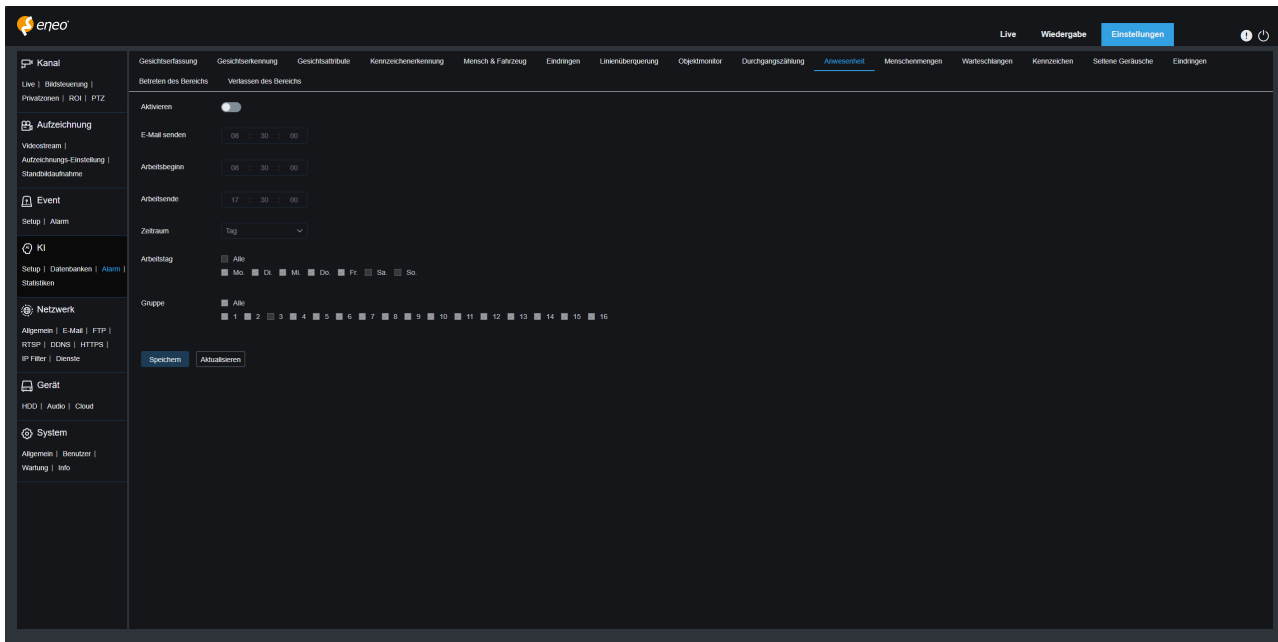 eneo
Live Wiedergabe Einstellungen
Kanal
Live | Bildsteuerung |
Privatzonen | ROI | PTZ
Aufzeichnung
Videostream |
Aufzeichnungs-Einstellung |
Standbildaufnahme
Event
Setup | Alarm
KI
Setup | Datenbanken | Alarm |
Statistiken
Netzwerk
Allgemein | E-Mail | FTP |
RTSP | DDNS | HTTPS |
IP Filter | Dienste
Gerät
HDD | Audio | Cloud
System
Allgemein | Benutzer |
Wartung | Info
Gesichtserfassung Gesichtserkennung Gesichtsattribute Kennzeichenerkennung Mensch & Fahrzeug Eindringen Linienüberquerung Objektmonitor Durchgangszählung Anwesenheit Menschenmengen Warteschlangen Kennzeichen Seltene Geräusche Eindringen
Betreten des Bereichs Verlassen des Bereichs
Aktivieren
E-Mail senden 08 : 30 : 00
Arbeitsbeginn 08 : 30 : 00
Arbeitsende 17 : 30 : 00
Zeitraum Tag
Arbeitstag Alle
Mo. Di. Mi. Do. Fr. Sa. So.
Gruppe Alle
1 2 3 4 5 6 7 8 9 10 11 12 13 14 15 16
Speichern Aktualisieren